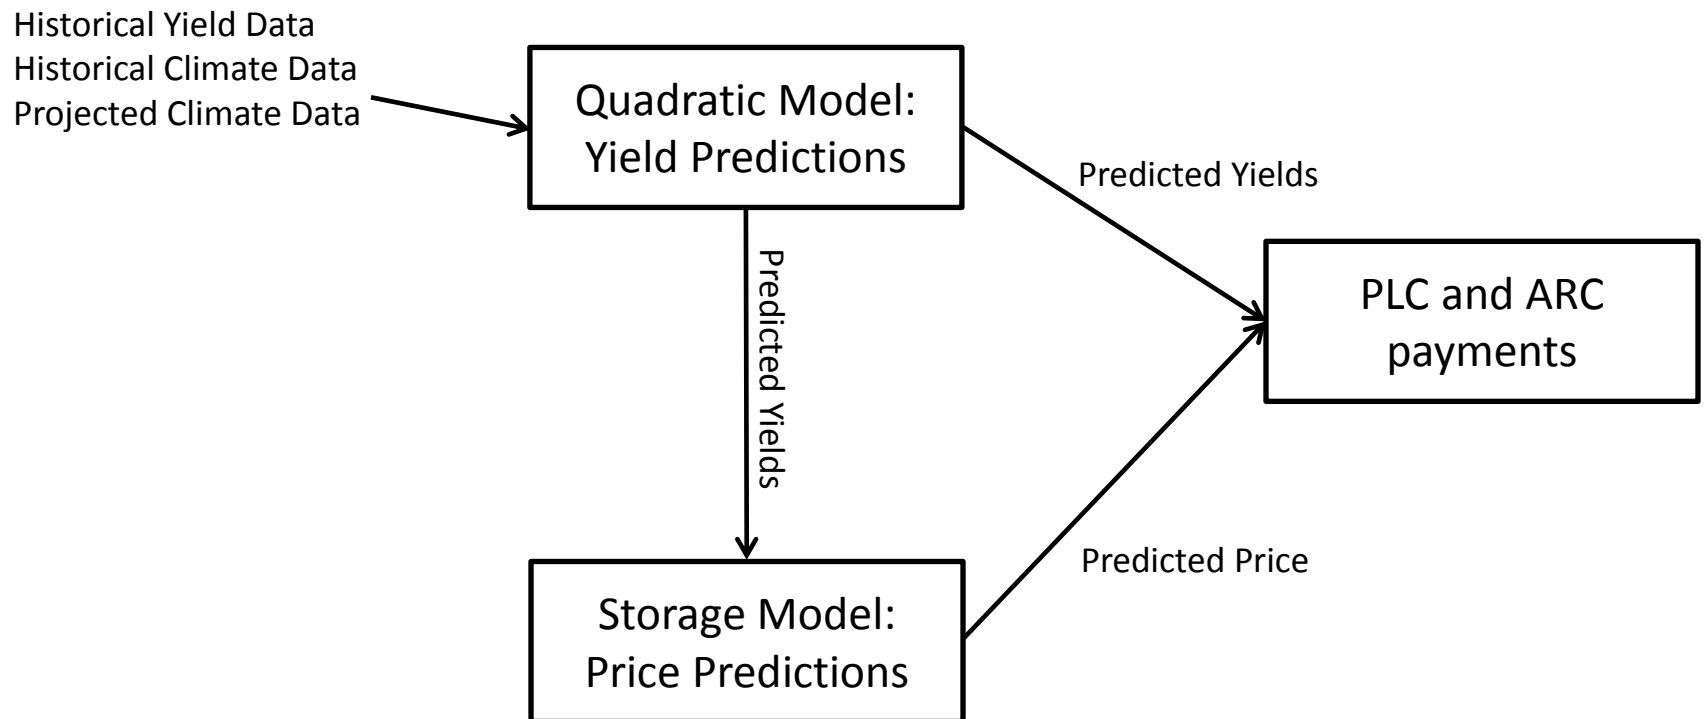 Historical Yield Data
Historical Climate Data
Projected Climate Data
Quadratic Model:
Yield Predictions
Predicted Yields
Predicted Yields
PLC and ARC
payments
Predicted Price
Storage Model:
Price Predictions